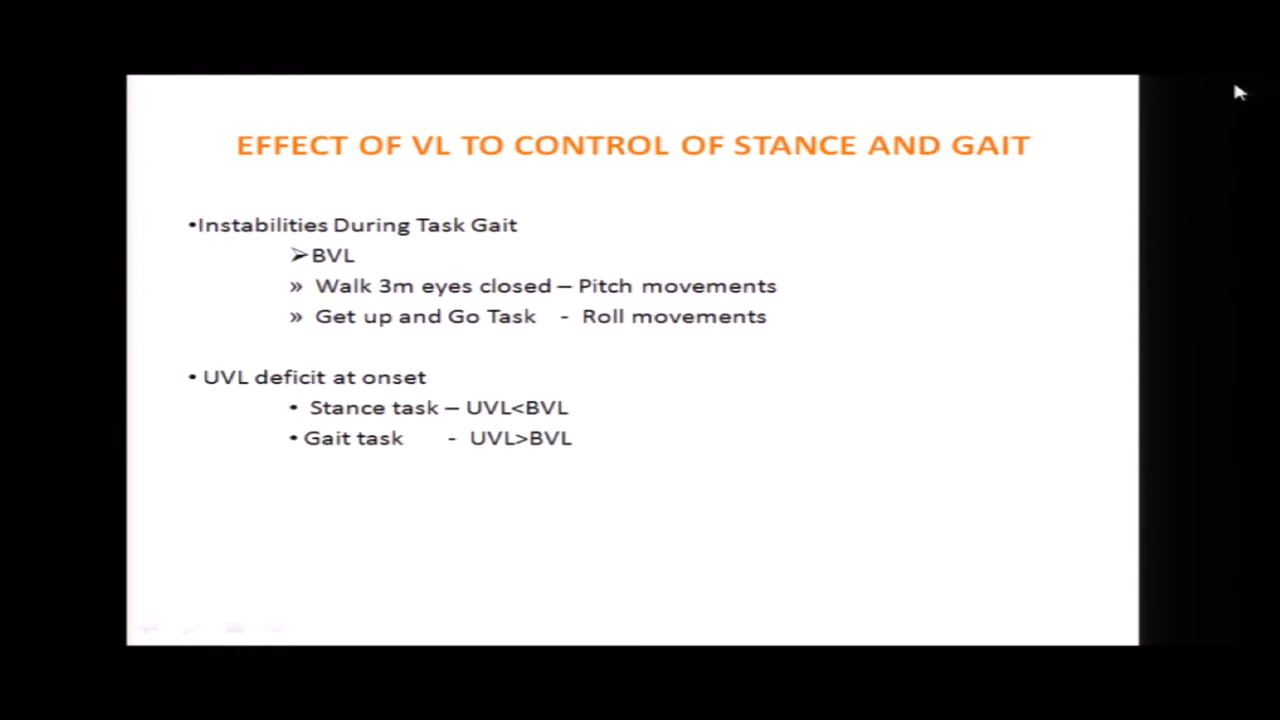 EFFECT OF VL TO CONTROL OF STANCE AND GAIT
•Instabilities During Task Gait
➢BVL
» Walk 3m eyes closed – Pitch movements
» Get up and Go Task - Roll movements
• UVL deficit at onset
• Stance task – UVL<BVL
• Gait task - UVL>BVL